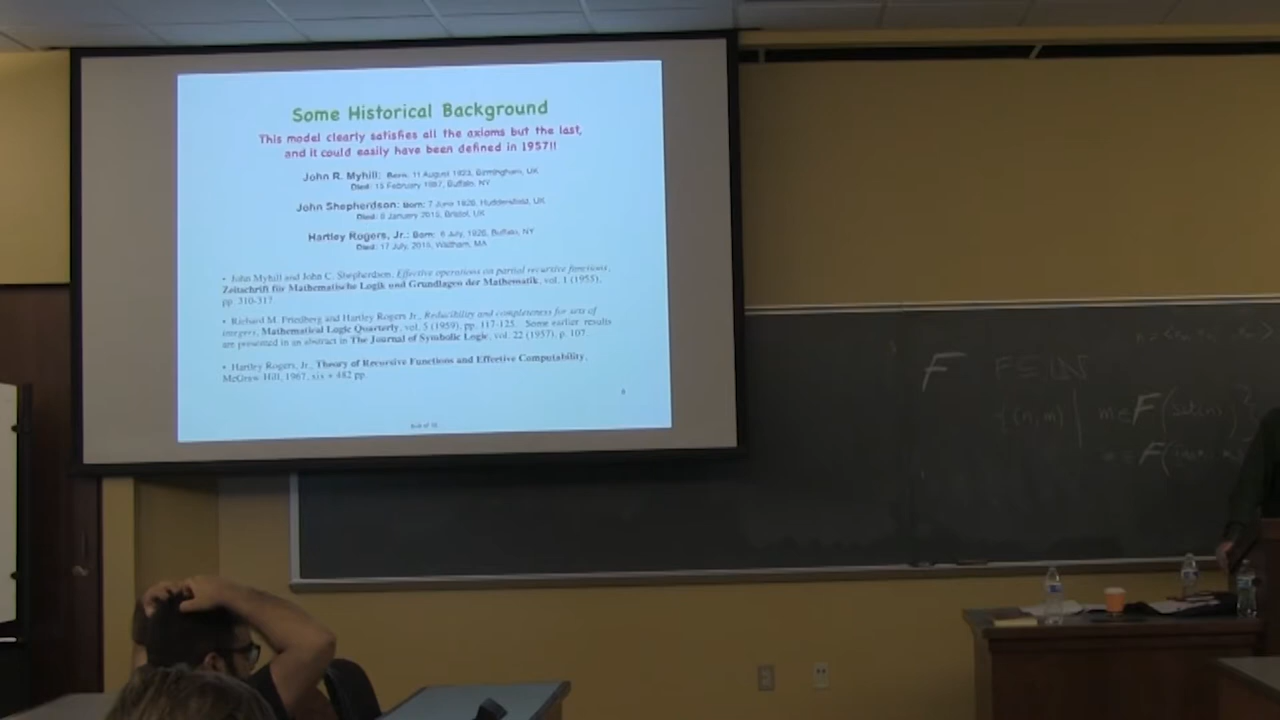 Some Historical Background
This model clearly satisfies all the axioms but the last,
and it could easily have been defined in 1957!!
John R. Myhill: Born: 11 August 1923, Birmingham, UK
Died: 15 February 1987, Buffalo, NY
John Shepherdson: Born: 7 June 1926, Huddersfield, UK
Died: 8 January 2015, Bristol, UK
Hartley Rogers, Jr.: Born: 6 July, 1926, Buffalo, NY
Died: 17 July, 2015, Waltham, MA
• John Myhill and John C. Shepherdson, Effective operations on partial recursive functions,
Zeitschrift für Mathematische Logik und Grundlagen der Mathematik, vol. 1 (1955),
pp. 310-317.
• Richard M. Friedberg and Hartley Rogers Jr., Reducibility and completeness for sets of
integers, Mathematical Logic Quarterly, vol. 5 (1959), pp. 117-125. Some earlier results
are presented in an abstract in The Journal of Symbolic Logic, vol. 22 (1957), p. 107.
• Hartley Rogers, Jr., Theory of Recursive Functions and Effective Computability,
McGraw-Hill, 1967, xix + 482 pp.
F
{(n,m) | m∈F(Set(n))